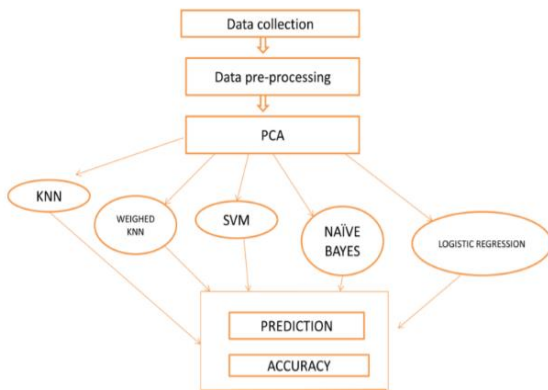 Data collection
Data pre-processing
PCA
KNN
WEIGHED
KNN
SVM
NAÏVE
BAYES
LOGISTIC REGRESSION
PREDICTION
ACCURACY